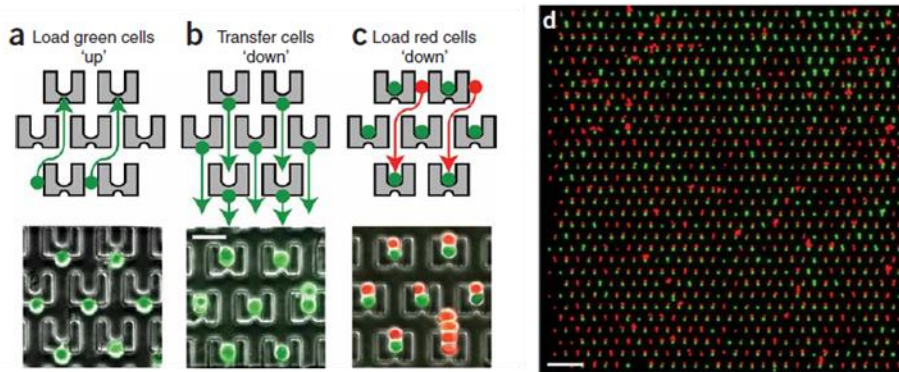 a Load green cells
'up'
b Transfer cells
'down'
c Load red cells
'down'
d